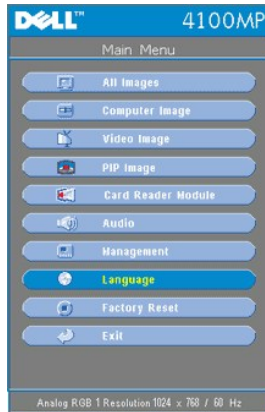 DELL™ 4100MP
Main Menu
All Images
Computer Image
Video Image
PIP Image
Card Reader Module
Audio
Management
Language
Factory Reset
Exit
Analog RGB 1 Resolution 1024 x 768 / 60 Hz